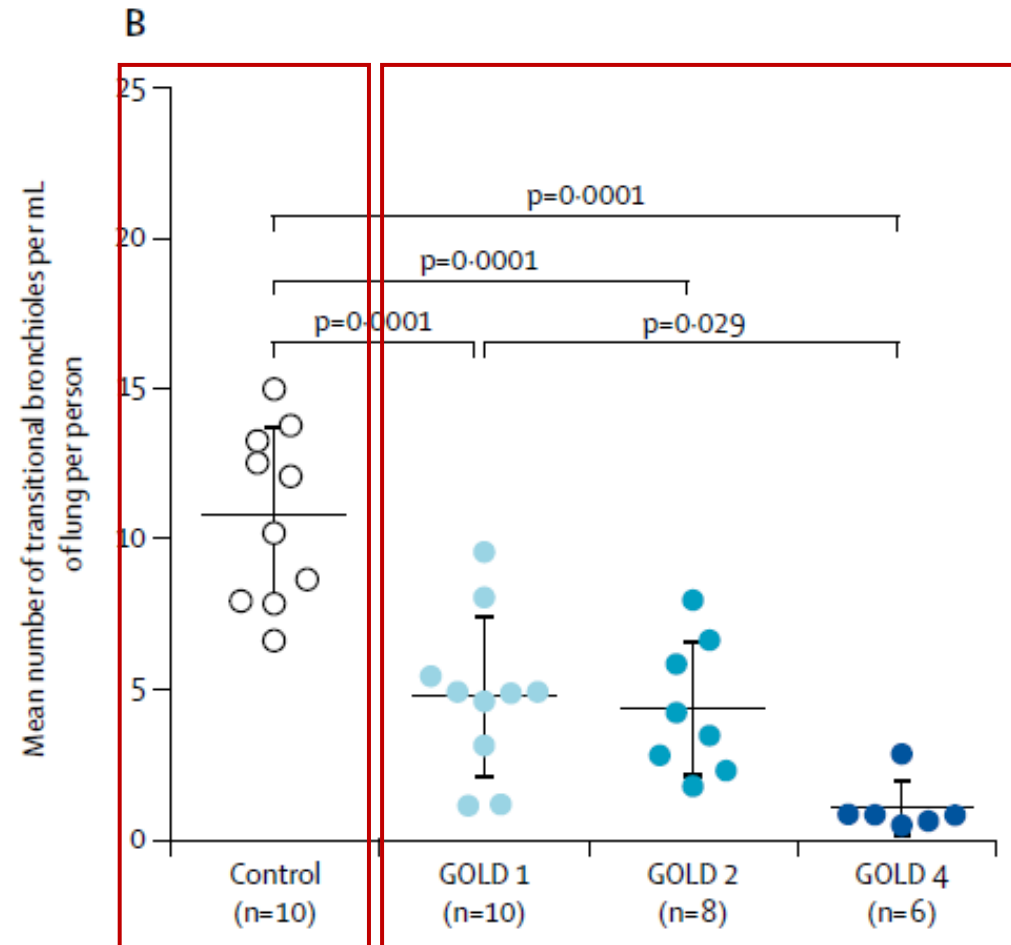 B
Mean number of transitional bronchioles per mL
of lung per person
25
20
15
10
5
0
p=0·0001
p=0·0001
p=0·0001
p=0·029
Control
(n=10)
GOLD 1
(n=10)
GOLD 2
(n=8)
GOLD 4
(n=6)